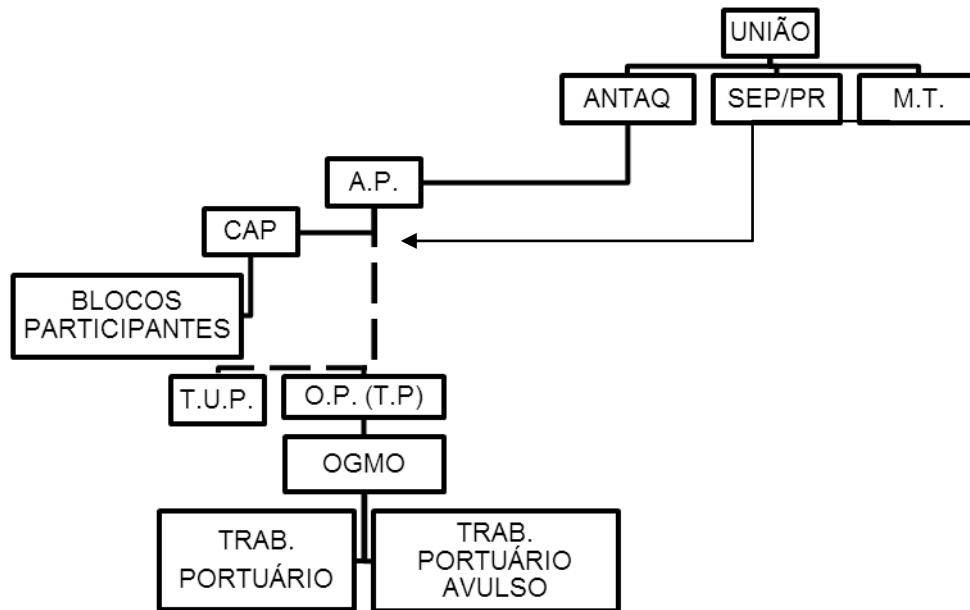 UNIÃO
ANTAQ
SEP/PR
M.T.
A.P.
CAP
BLOCOS
PARTICIPANTES
T.U.P.
O.P. (T.P)
OGMO
TRAB.
PORTUÁRIO
TRAB.
PORTUÁRIO
AVULSO